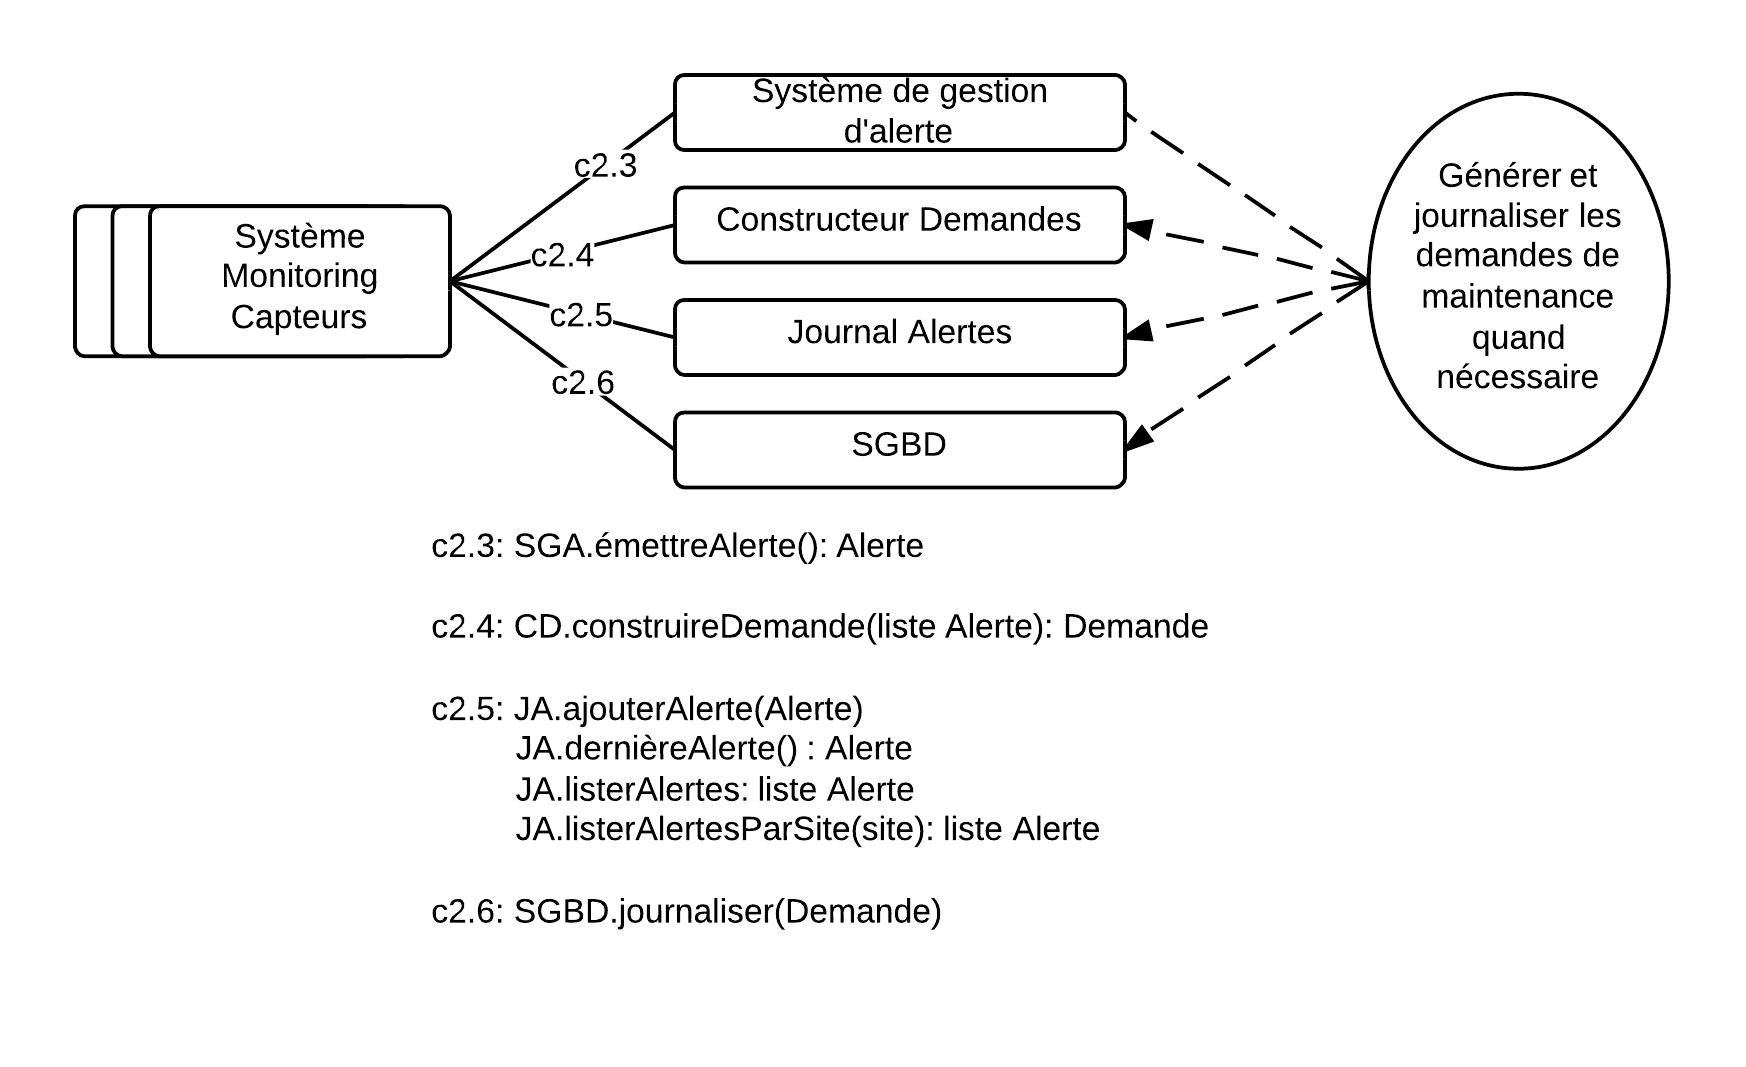 Système de gestion
d'alerte
c2.3
Constructeur Demandes
c2.4
Système
Monitoring
Capteurs
c2.5
Journal Alertes
c2.6
SGBD
Générer et
journaliser les
demandes de
maintenance
quand
nécessaire
c2.3: SGA.émettreAlerte(): Alerte
c2.4: CD.construireDemande(liste Alerte): Demande
c2.5: JA.ajouterAlerte(Alerte)
JA.dernièreAlerte() : Alerte
JA.listerAlertes: liste Alerte
JA.listerAlertesParSite(site): liste Alerte
c2.6: SGBD.journaliser(Demande)